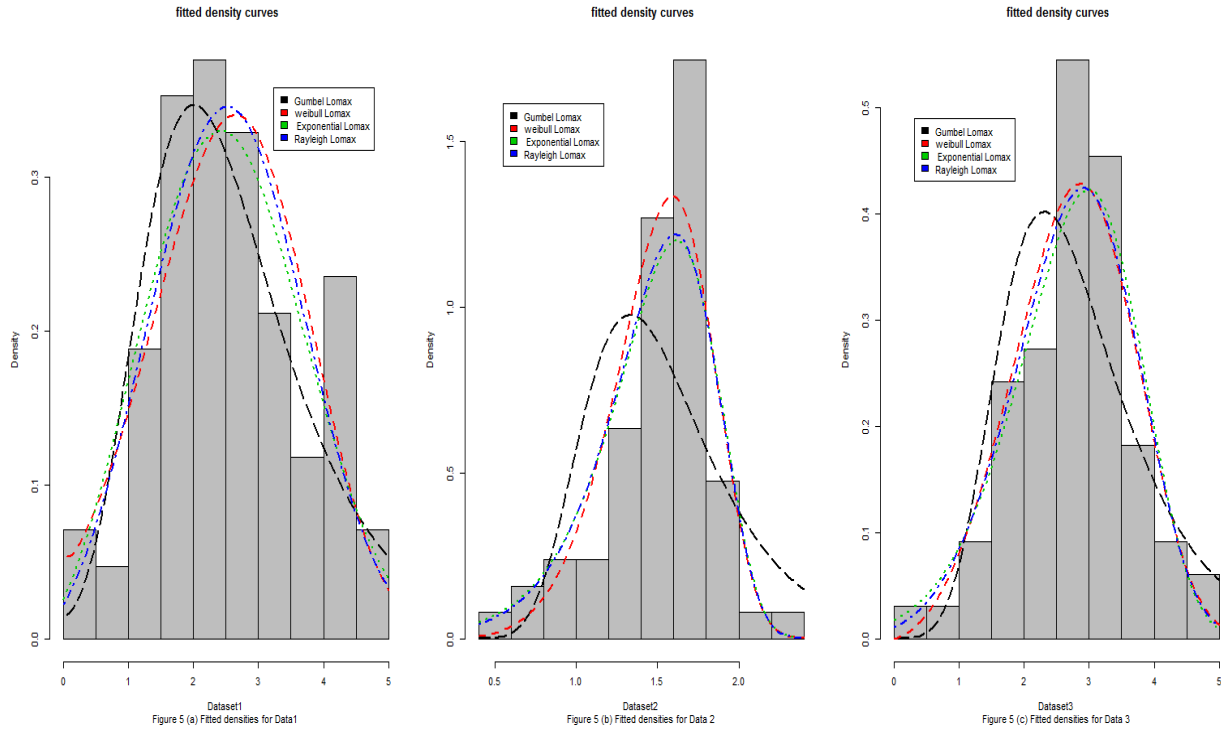 fitted density curves
Gumbel Lomax
weibull Lomax
Exponential Lomax
Rayleigh Lomax
Density
0.0
0.1
0.2
0.3
0 1 2 3 4 5
Dataset1
Figure 5 (a) Fitted densities for Data1
fitted density curves
Gumbel Lomax
weibull Lomax
Exponential Lomax
Rayleigh Lomax
Density
0.0
0.5
1.0
1.5
0.5 1.0 1.5 2.0
Dataset2
Figure 5 (b) Fitted densities for Data 2
fitted density curves
Gumbel Lomax
weibull Lomax
Exponential Lomax
Rayleigh Lomax
Density
0.0
0.1
0.2
0.3
0.4
0.5
0 1 2 3 4 5
Dataset3
Figure 5 (c) Fitted densities for Data 3